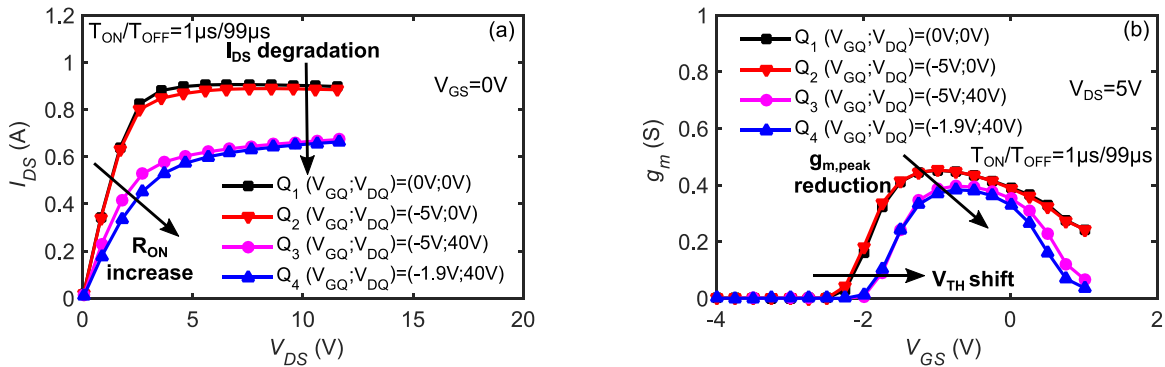 (a)
T_ON/T_OFF=1µs/99µs
I_DS degradation
V_GS=0V
R_ON
increase
Q_1 (V_GQ;V_DQ)=(0V;0V)
Q_2 (V_GQ;V_DQ)=(-5V;0V)
Q_3 (V_GQ;V_DQ)=(-5V;40V)
Q_4 (V_GQ;V_DQ)=(-1.9V;40V)
I_DS (A)
1.2
1
0.8
0.6
0.4
0.2
0
0
5
10
15
20
V_DS (V)
(b)
Q_1 (V_GQ;V_DQ)=(0V;0V)
Q_2 (V_GQ;V_DQ)=(-5V;0V)
Q_3 (V_GQ;V_DQ)=(-5V;40V)
Q_4 (V_GQ;V_DQ)=(-1.9V;40V)
V_DS=5V
T_ON/T_OFF=1µs/99µs
g_m,peak
reduction
V_TH shift
g_m (S)
1
0.8
0.6
0.4
0.2
0
-4
-2
0
2
V_GS (V)